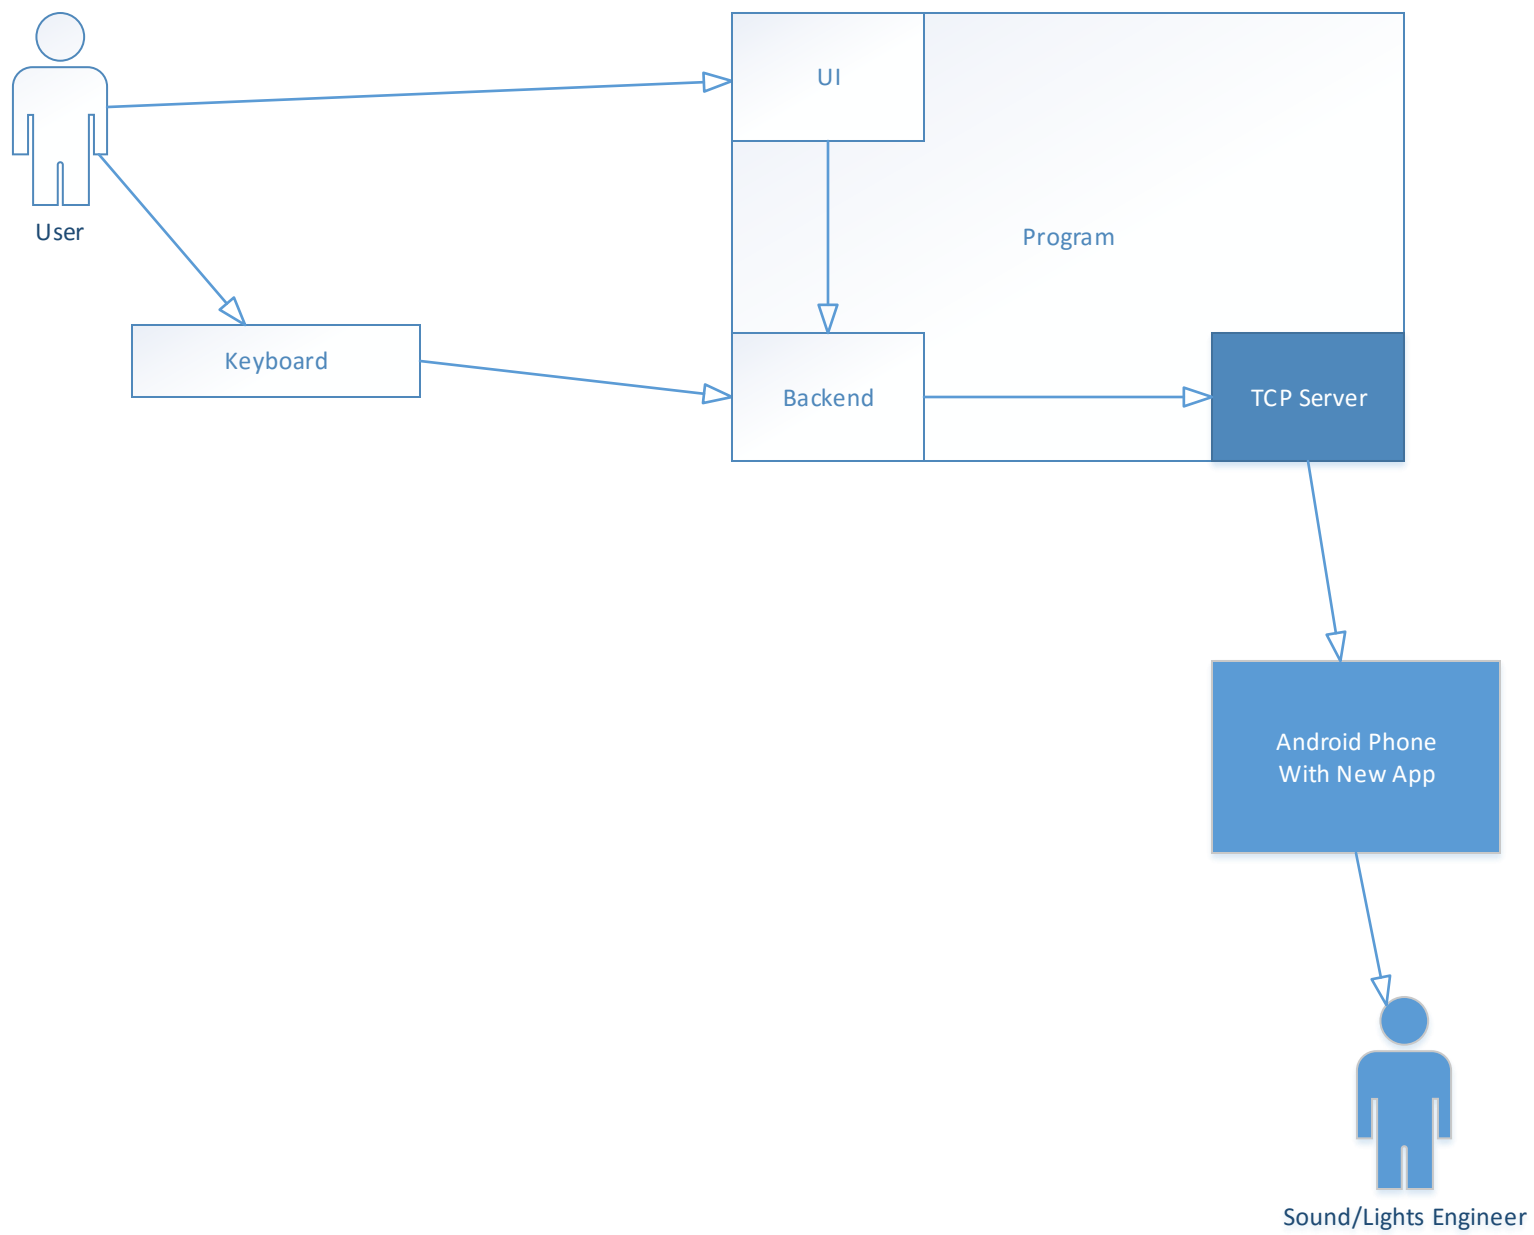 UI
Program
User
Keyboard
Backend
TCP Server
Android Phone
With New App
Sound/Lights Engineer